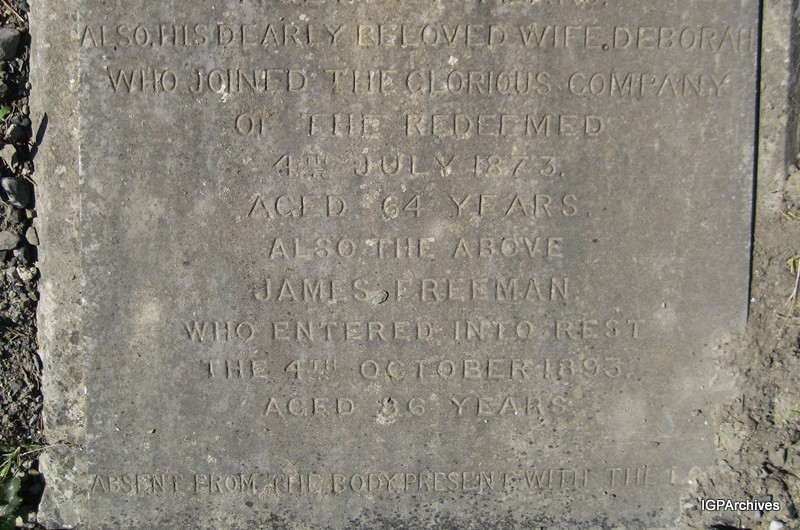 ALSO, HIS DEARLY BELOVED WIFE, DEBORAH
WHO JOINED THE GLORIOUS COMPANY
OF THE REDEEMED
4TH JULY 1873.
AGED 64 YEARS.
ALSO THE ABOVE
JAMES FREEMAN
WHO ENTERED INTO REST
THE 4TH OCTOBER 1893.
AGED YEARS
ABSENT FROM THE BODY, PRESENT WITH THE
IGPArchives